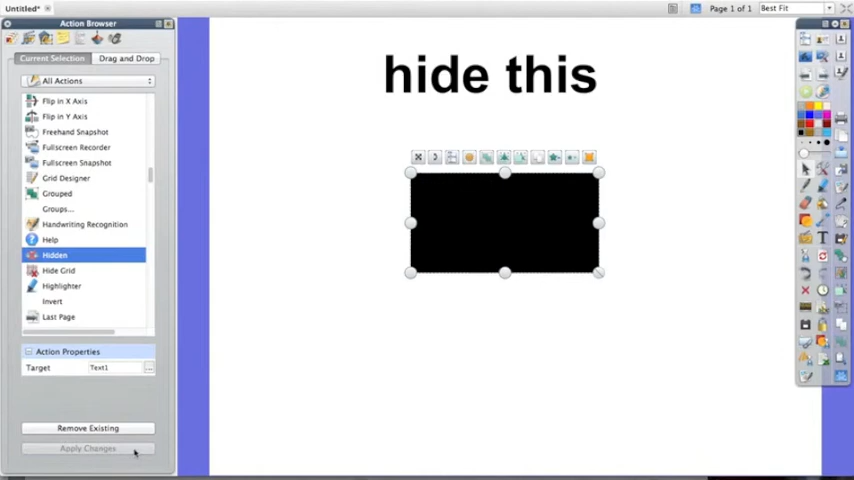 Untitled*
Page 1 of 1
Best Fit
Action Browser
Current Selection
Drag and Drop
All Actions
Flip in X Axis
Flip in Y Axis
Freehand Snapshot
Fullscreen Recorder
Fullscreen Snapshot
Grid Designer
Grouped
Groups...
Handwriting Recognition
Help
Hidden
Hide Grid
Highlighter
Invert
Last Page
Action Properties
Target
Text1
...
Remove Existing
Apply Changes
hide this